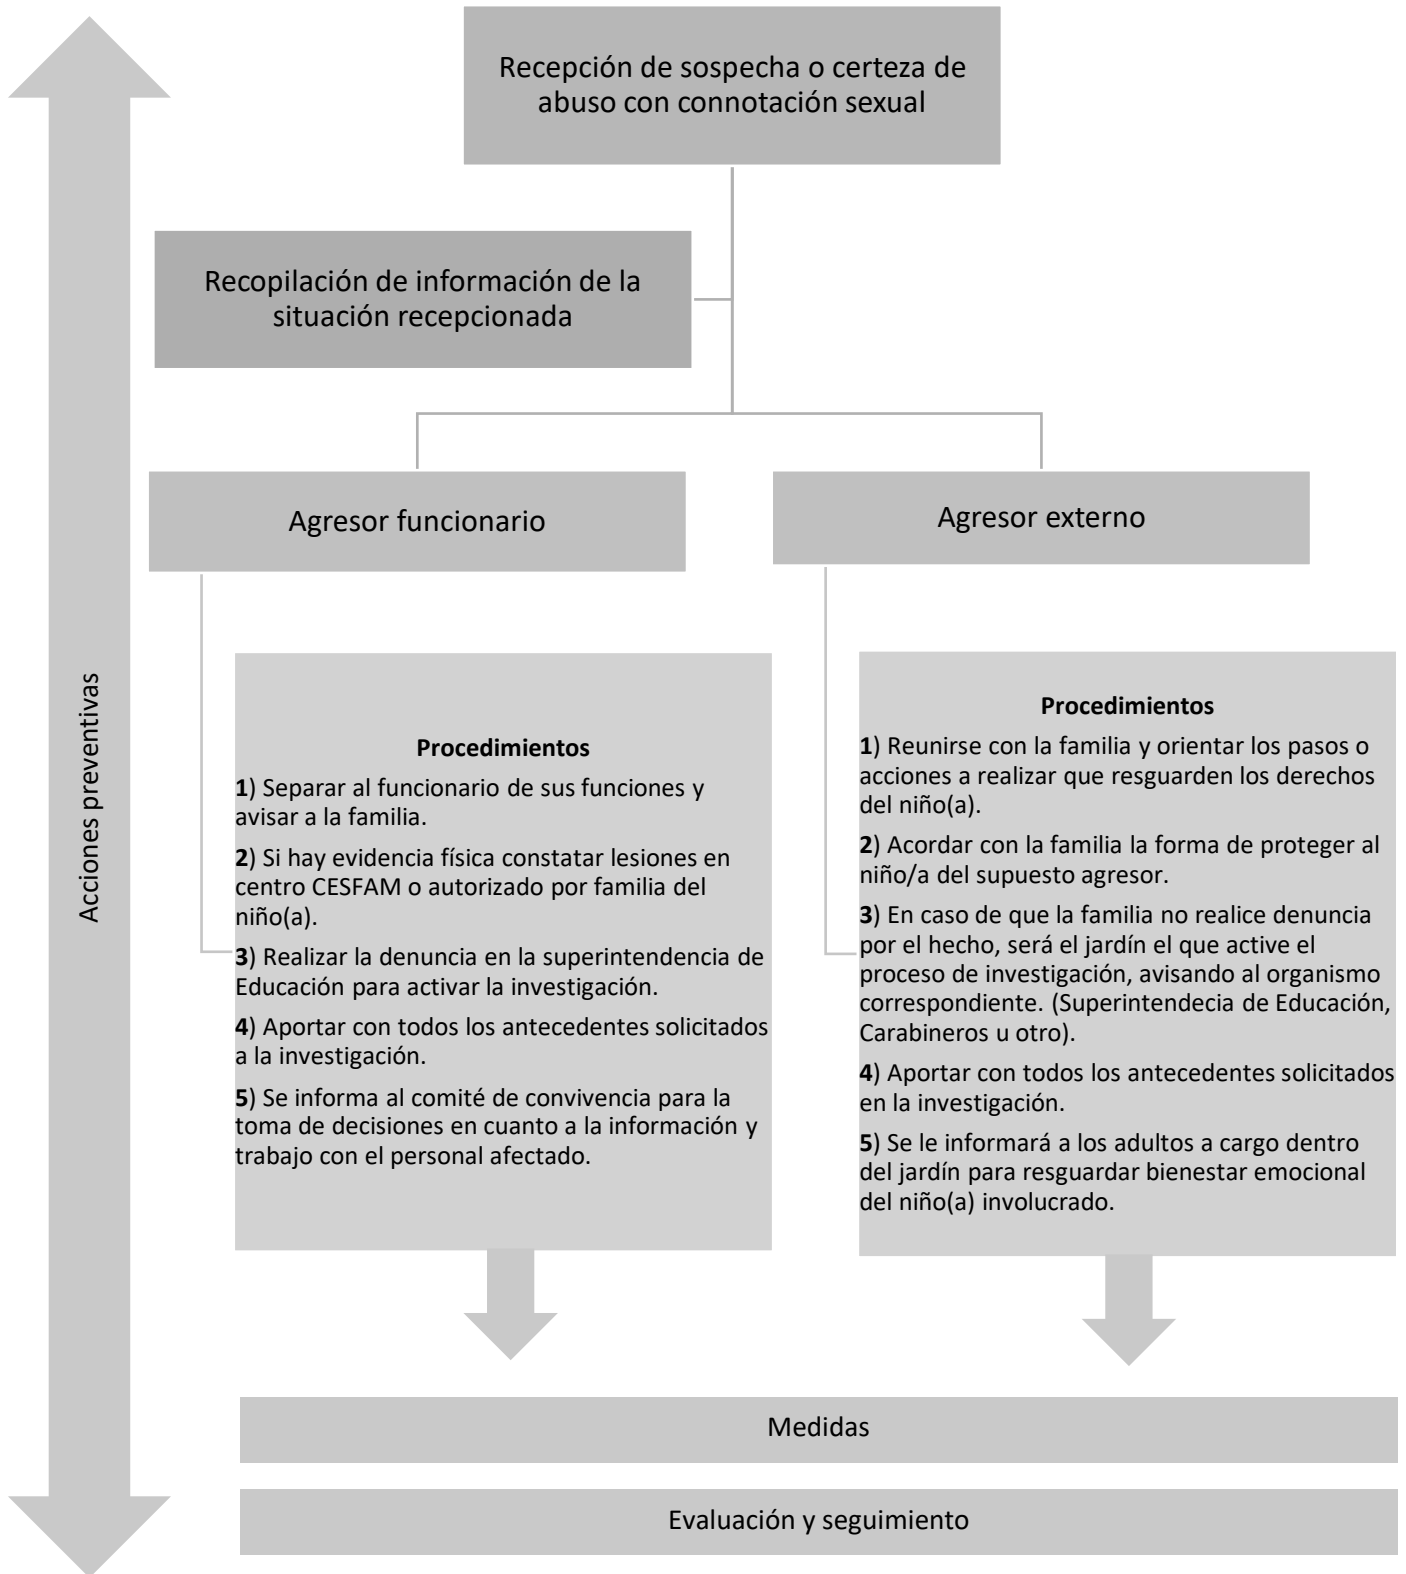 Recepción de sospecha o certeza de
abuso con connotación sexual
Recopilación de información de la
situación recepcionada
Agresor funcionario
Agresor externo
Acciones preventivas
Procedimientos
1) Separar al funcionario de sus funciones y
avisar a la familia.
2) Si hay evidencia física constatar lesiones en
centro CESFAM o autorizado por familia del
niño(a).
3) Realizar la denuncia en la superintendencia de
Educación para activar la investigación.
4) Aportar con todos los antecedentes solicitados
a la investigación.
5) Se informa al comité de convivencia para la
toma de decisiones en cuanto a la información y
trabajo con el personal afectado.
Procedimientos
1) Reunirse con la familia y orientar los pasos o
acciones a realizar que resguarden los derechos
del niño(a).
2) Acordar con la familia la forma de proteger al
niño/a del supuesto agresor.
3) En caso de que la familia no realice denuncia
por el hecho, será el jardín el que active el
proceso de investigación, avisando al organismo
correspondiente. (Superintendecia de Educación,
Carabineros u otro).
4) Aportar con todos los antecedentes solicitados
en la investigación.
5) Se le informará a los adultos a cargo dentro
del jardín para resguardar bienestar emocional
del niño(a) involucrado.
Medidas
Evaluación y seguimiento